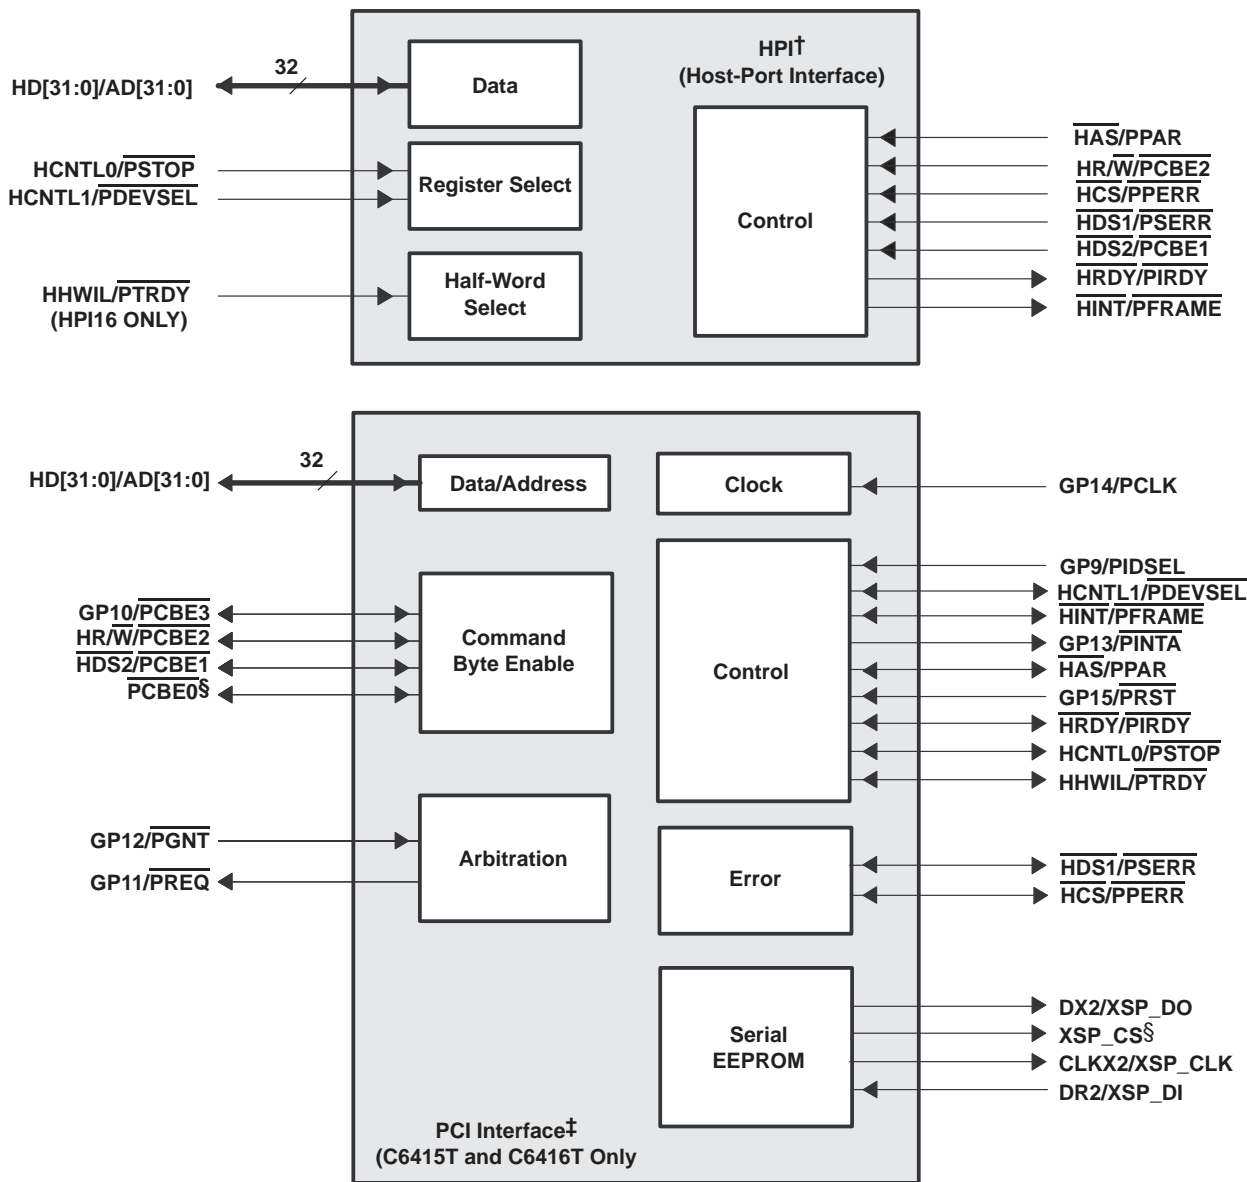 HPI†
(Host-Port Interface)
HD[31:0]/AD[31:0]
32
Data
HCNTL0/PSTOP
HCNTL1/PDEVSEL
Register Select
HHWIL/PTRDY
(HPI16 ONLY)
Half-Word
Select
Control
HAS/PPAR
HR/W/PCBE2
HCS/PPERR
HDS1/PSERR
HDS2/PCBE1
HRDY/PIRDY
HINT/PFRAME
HD[31:0]/AD[31:0]
32
Data/Address
Clock
GP14/PCLK
GP10/PCBE3
HR/W/PCBE2
HDS2/PCBE1
PCBE0§
Command
Byte Enable
Control
GP9/PIDSEL
HCNTL1/PDEVSEL
HINT/PFRAME
GP13/PINTA
HAS/PPAR
GP15/PRST
HRDY/PIRDY
HCNTL0/PSTOP
HHWIL/PTRDY
GP12/PGNT
GP11/PREQ
Arbitration
Error
HDS1/PSERR
HCS/PPERR
Serial
EEPROM
DX2/XSP_DO
XSP_CS§
CLKX2/XSP_CLK
DR2/XSP_DI
PCI Interface‡
(C6415T and C6416T Only